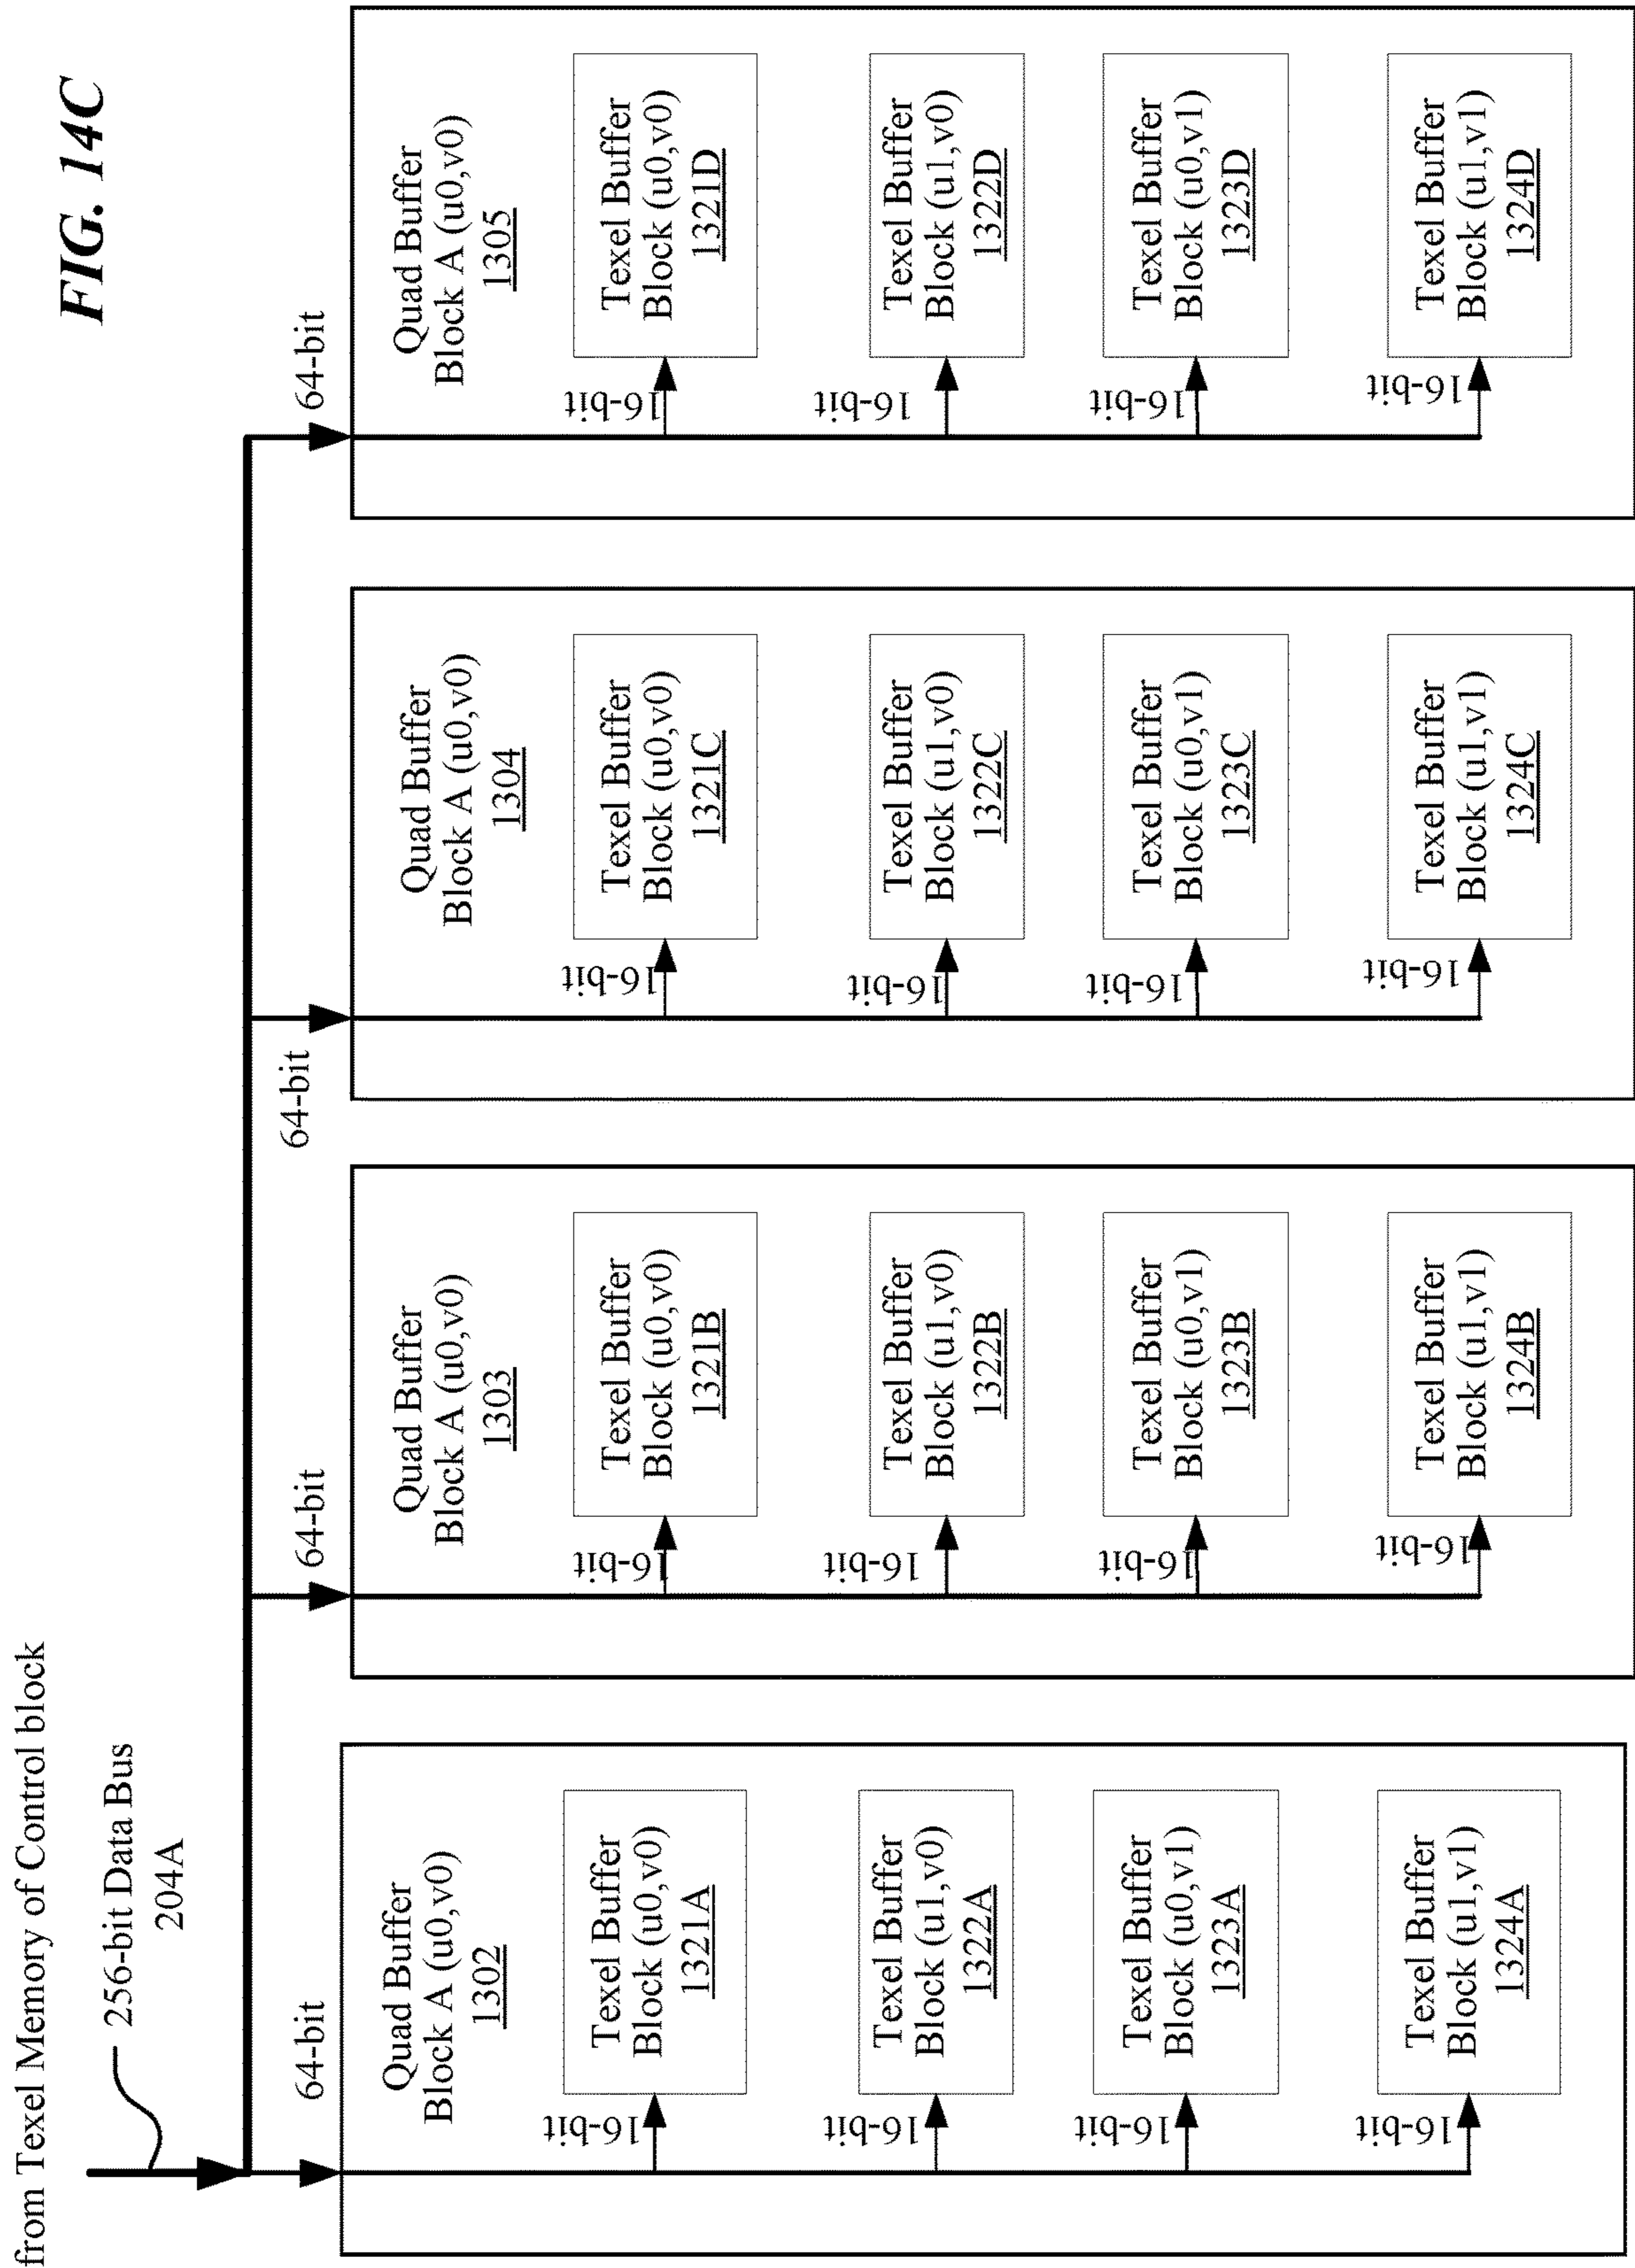 FIG. 14C
from Texel Memory of Control block
256-bit Data Bus
204A
64-bit
Quad Buffer
Block A (u0,v0)
1302
16-bit
Texel Buffer
Block (u0,v0)
1321A
16-bit
Texel Buffer
Block (u1,v0)
1322A
16-bit
Texel Buffer
Block (u0,v1)
1323A
16-bit
Texel Buffer
Block (u1,v1)
1324A
64-bit
Quad Buffer
Block A (u0,v0)
1303
16-bit
Texel Buffer
Block (u0,v0)
1321B
16-bit
Texel Buffer
Block (u1,v0)
1322B
16-bit
Texel Buffer
Block (u0,v1)
1323B
16-bit
Texel Buffer
Block (u1,v1)
1324B
64-bit
Quad Buffer
Block A (u0,v0)
1304
16-bit
Texel Buffer
Block (u0,v0)
1321C
16-bit
Texel Buffer
Block (u1,v0)
1322C
16-bit
Texel Buffer
Block (u0,v1)
1323C
16-bit
Texel Buffer
Block (u1,v1)
1324C
64-bit
Quad Buffer
Block A (u0,v0)
1305
16-bit
Texel Buffer
Block (u0,v0)
1321D
16-bit
Texel Buffer
Block (u1,v0)
1322D
16-bit
Texel Buffer
Block (u0,v1)
1323D
16-bit
Texel Buffer
Block (u1,v1)
1324D